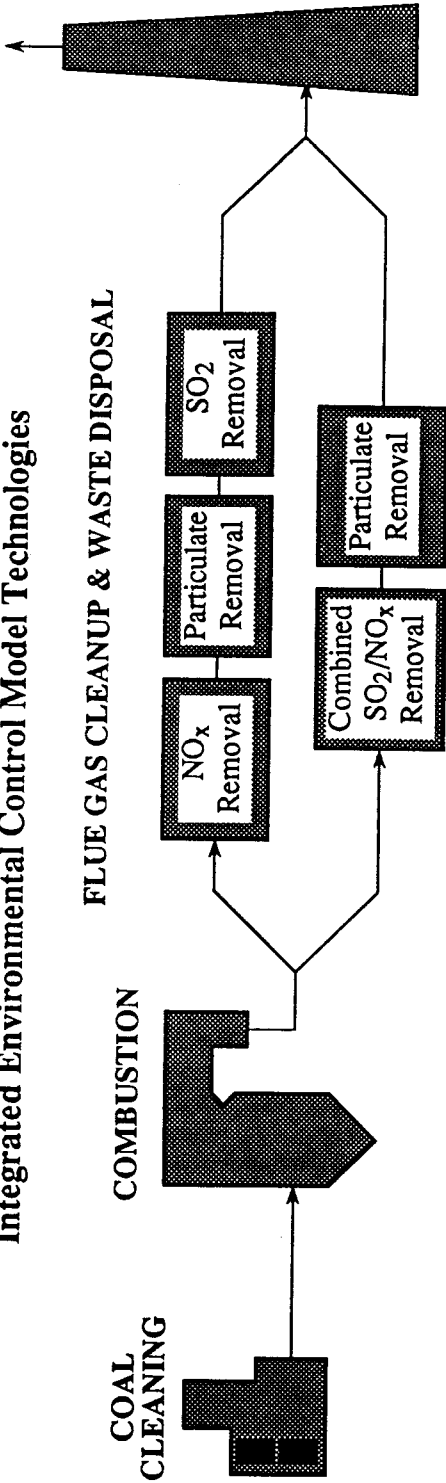 Integrated Environmental Control Model Technologies
FLUE GAS CLEANUP & WASTE DISPOSAL
COAL
CLEANING
COMBUSTION
NOx
Removal
Particulate
Removal
SO2
Removal
Combined
SO2/NOx
Removal
Particulate
Removal